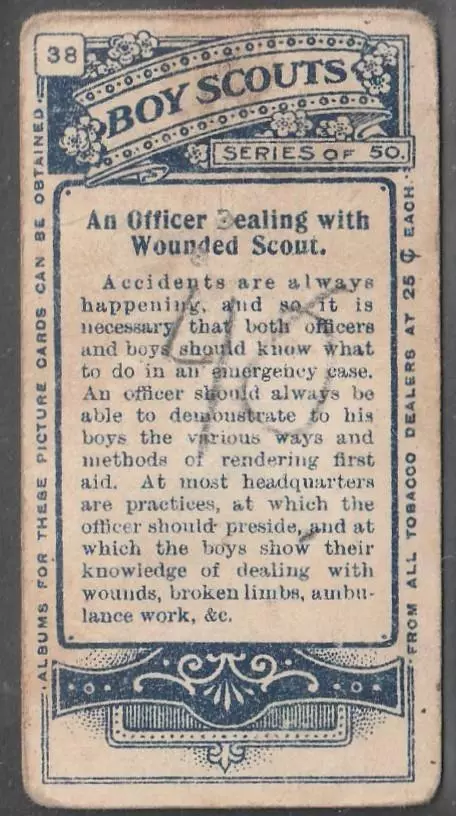 38
BOY SCOUTS
SERIES OF 50.
An Officer Dealing with
Wounded Scout.
Accidents are always
happening, and so it is
necessary that both officers
and boys should know what
to do in an emergency case.
An officer should always be
able to demonstrate to his
boys the various ways and
methods of rendering first
aid. At most headquarters
are practices, at which the
officer should preside, and at
which the boys show their
knowledge of dealing with
wounds, broken limbs, ambu-
lance work, &c.
ALBUMS FOR THESE PICTURE CARDS CAN BE OBTAINED
FROM ALL TOBACCO DEALERS AT 25 ¢ EACH.